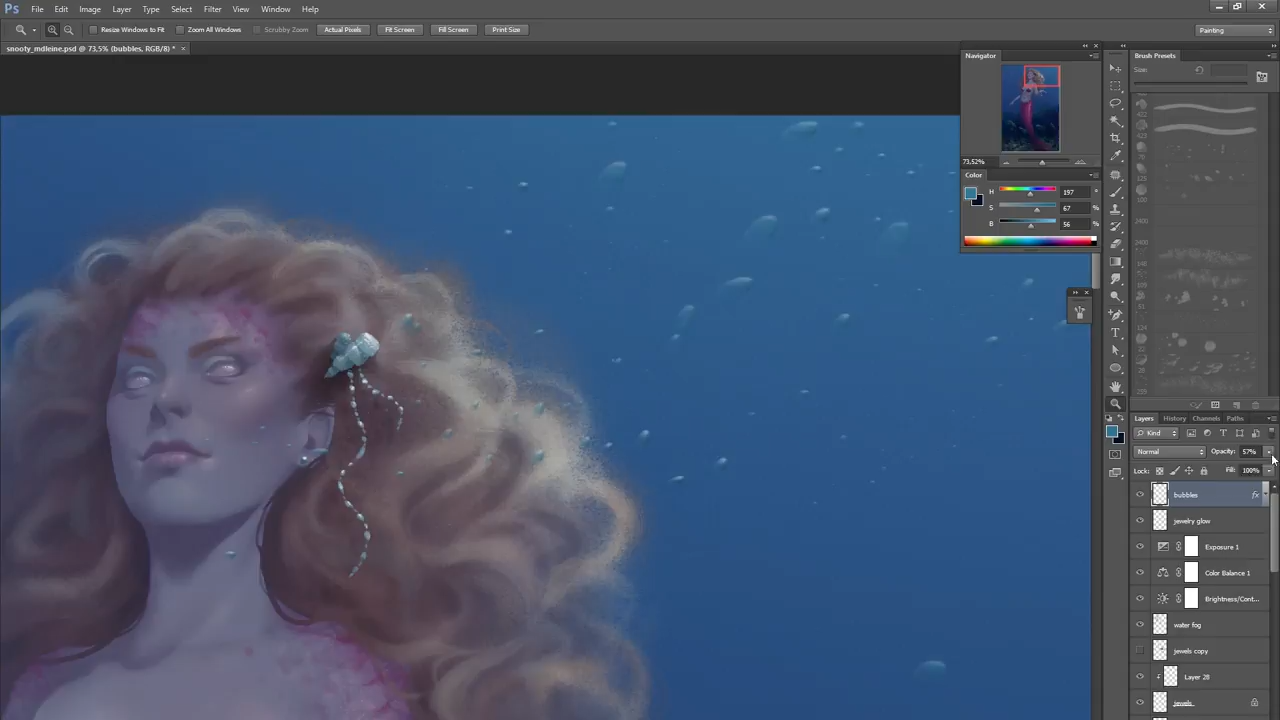 Ps File Edit Image Layer Type Select Filter View Window Help
Resize Windows to Fit Zoom All Windows Scrubby Zoom Actual Pixels Fit Screen Fill Screen Print Size Painting
snooty_mdleine.psd @ 73,5% (bubbles, RGB/8) *
Navigator
73,52%
Color
H 197 °
S 67 %
B 56 %
Brush Presets
Size:
Layers History Channels Paths
Kind
Normal Opacity: 57%
Lock: Fill: 100%
bubbles fx
jewelry glow
Exposure 1
Color Balance 1
Brightness/Cont...
water fog
jewels copy
Layer 28
jewels